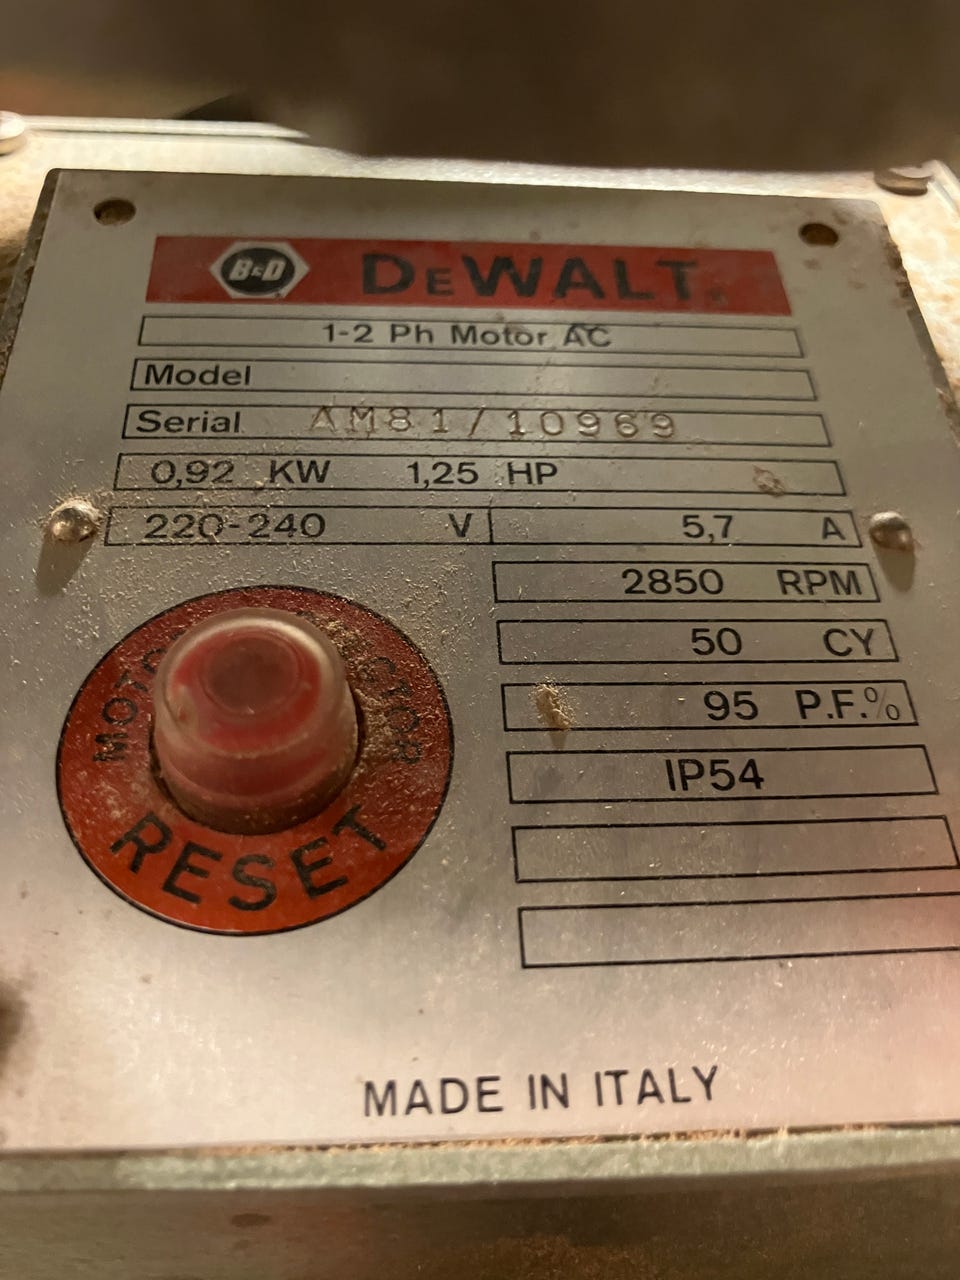 B&D DeWALT
1-2 Ph Motor AC
Model
Serial AM81/10969
0,92 KW 1,25 HP
220-240 V 5,7 A
2850 RPM
50 CY
95 P.F.%
IP54
RESET
MADE IN ITALY